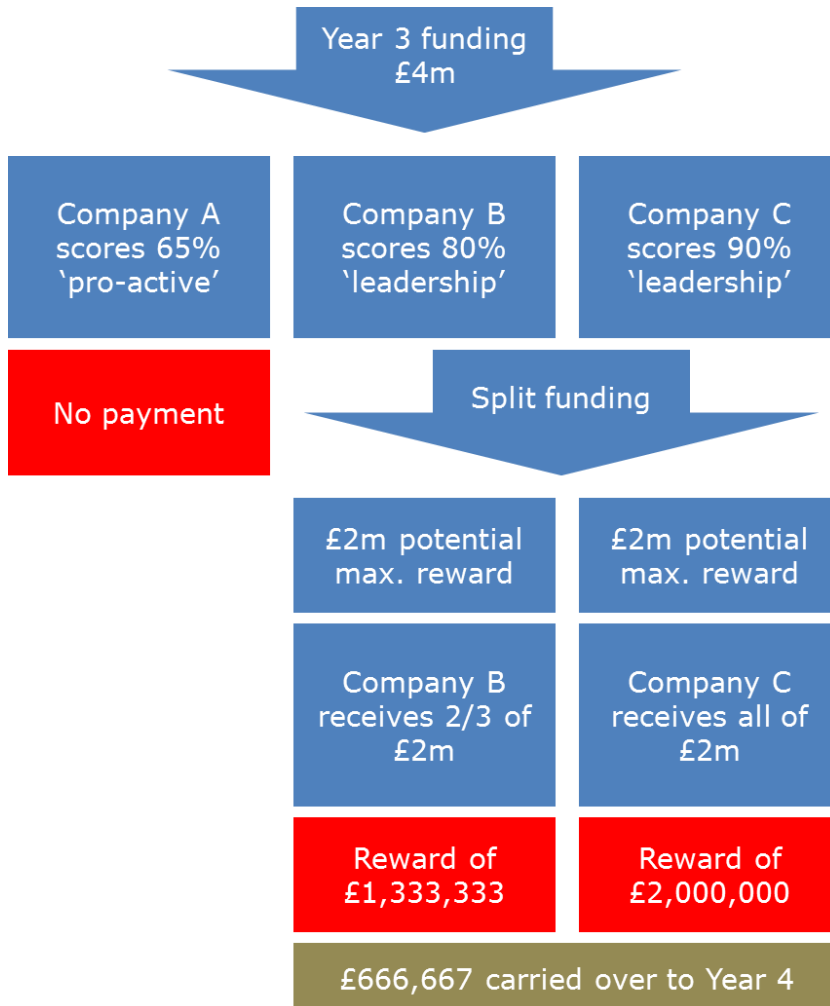 Year 3 funding
£4m
Company A
scores 65%
‘pro-active’
Company B
scores 80%
‘leadership’
Company C
scores 90%
‘leadership’
No payment
Split funding
£2m potential
max. reward
£2m potential
max. reward
Company B
receives 2/3 of
£2m
Company C
receives all of
£2m
Reward of
£1,333,333
Reward of
£2,000,000
£666,667 carried over to Year 4